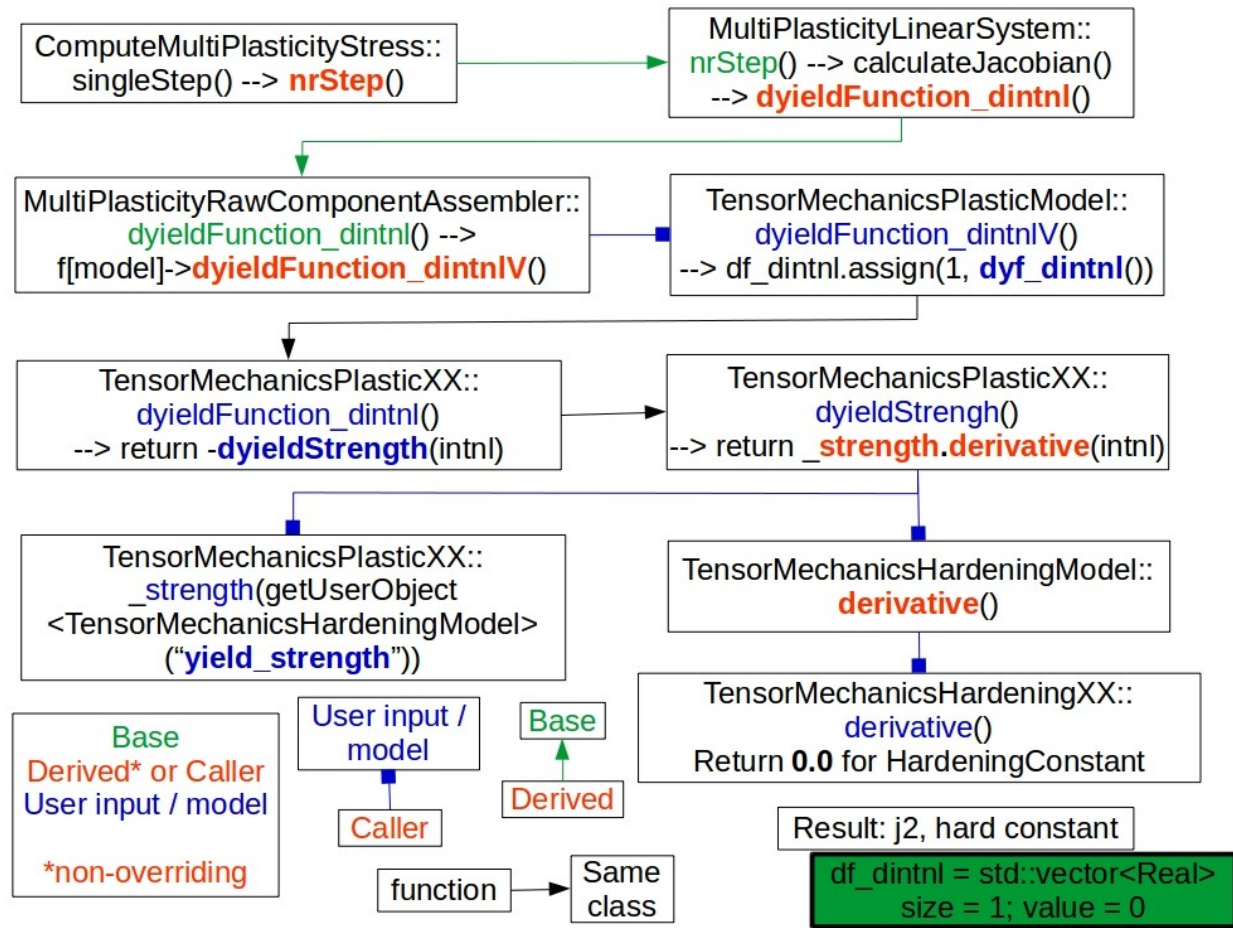 ComputeMultiPlasticityStress::
singleStep() --> nrStep()
MultiPlasticityLinearSystem::
nrStep() --> calculateJacobian()
--> dyieldFunction_dintnl()
MultiPlasticityRawComponentAssembler::
dyieldFunction_dintnl() -->
f[model]->dyieldFunction_dintnlV()
TensorMechanicsPlasticModel::
dyieldFunction_dintnlV()
--> df_dintnl.assign(1, dyf_dintnl())
TensorMechanicsPlasticXX::
dyieldFunction_dintnl()
--> return -dyieldStrength(intnl)
TensorMechanicsPlasticXX::
dyieldStrengh()
--> return _strength.derivative(intnl)
TensorMechanicsPlasticXX::
_strength(getUserObject
<TensorMechanicsHardeningModel>
(“yield_strength”))
TensorMechanicsHardeningModel::
derivative()
TensorMechanicsHardeningXX::
derivative()
Return 0.0 for HardeningConstant
Base
Derived* or Caller
User input / model
*non-overriding
User input /
model
Caller
Base
Derived
function
Same
class
Result: j2, hard constant
df_dintnl = std::vector<Real>
size = 1; value = 0